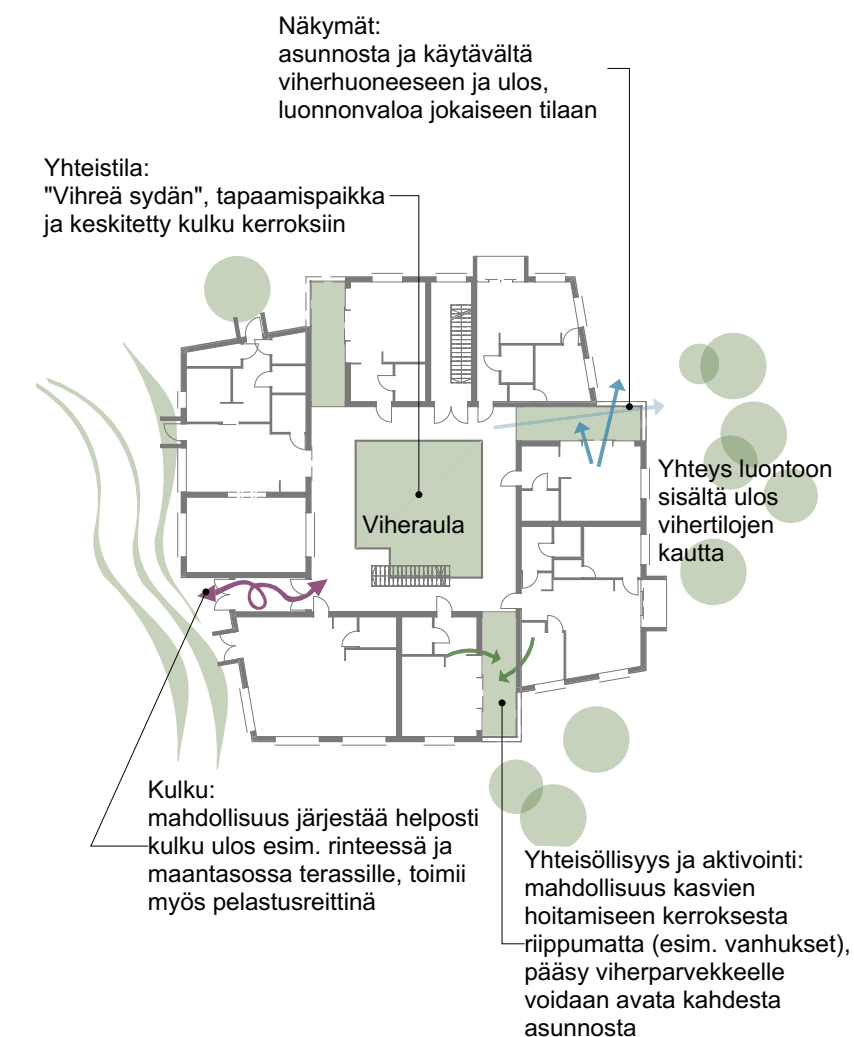 Näkymät:
asunnosta ja käytävältä
viherhuoneeseen ja ulos,
luonnonvaloa jokaiseen tilaan
Yhteistila:
"Vihreä sydän", tapaamispaikka
ja keskitetty kulku kerroksiin
Viheraula
Yhteys luontoon
sisältä ulos
vihertilojen
kautta
Kulku:
mahdollisuus järjestää helposti
kulku ulos esim. rinteessä ja
maantasossa terassille, toimii
myös pelastusreittinä
Yhteisöllisyys ja aktivointi:
mahdollisuus kasvien
hoitamiseen kerroksesta
riippumatta (esim. vanhukset),
pääsy viherparvekkeelle
voidaan avata kahdesta
asunnosta